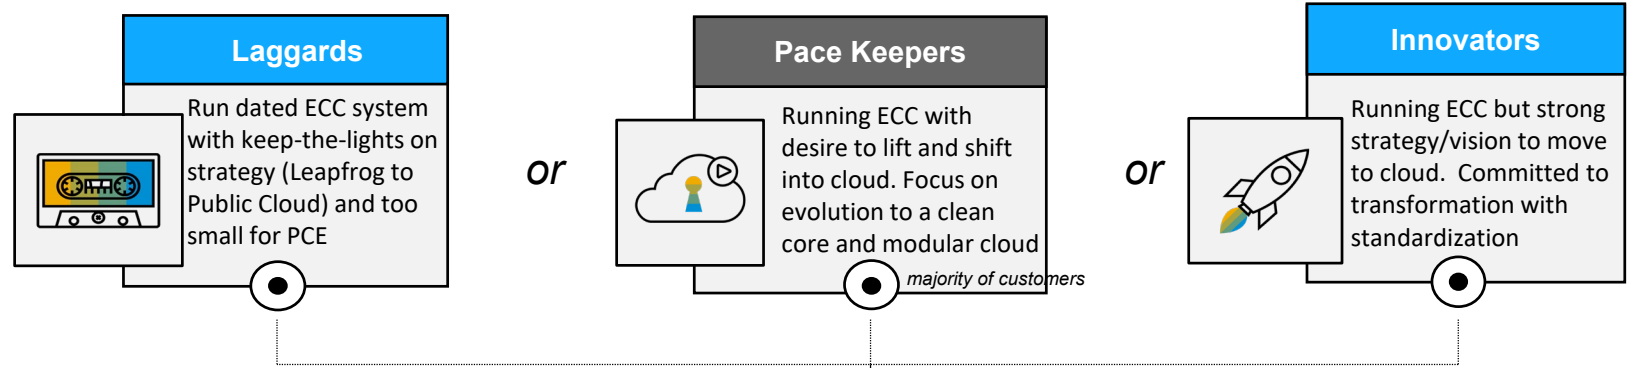 Laggards
Run dated ECC system
with keep-the-lights on
strategy (Leapfrog to
Public Cloud) and too
small for PCE
or
Pace Keepers
Running ECC with
desire to lift and shift
into cloud. Focus on
evolution to a clean
core and modular cloud
majority of customers
or
Innovators
Running ECC but strong
strategy/vision to move
to cloud.  Committed to
transformation with
standardization